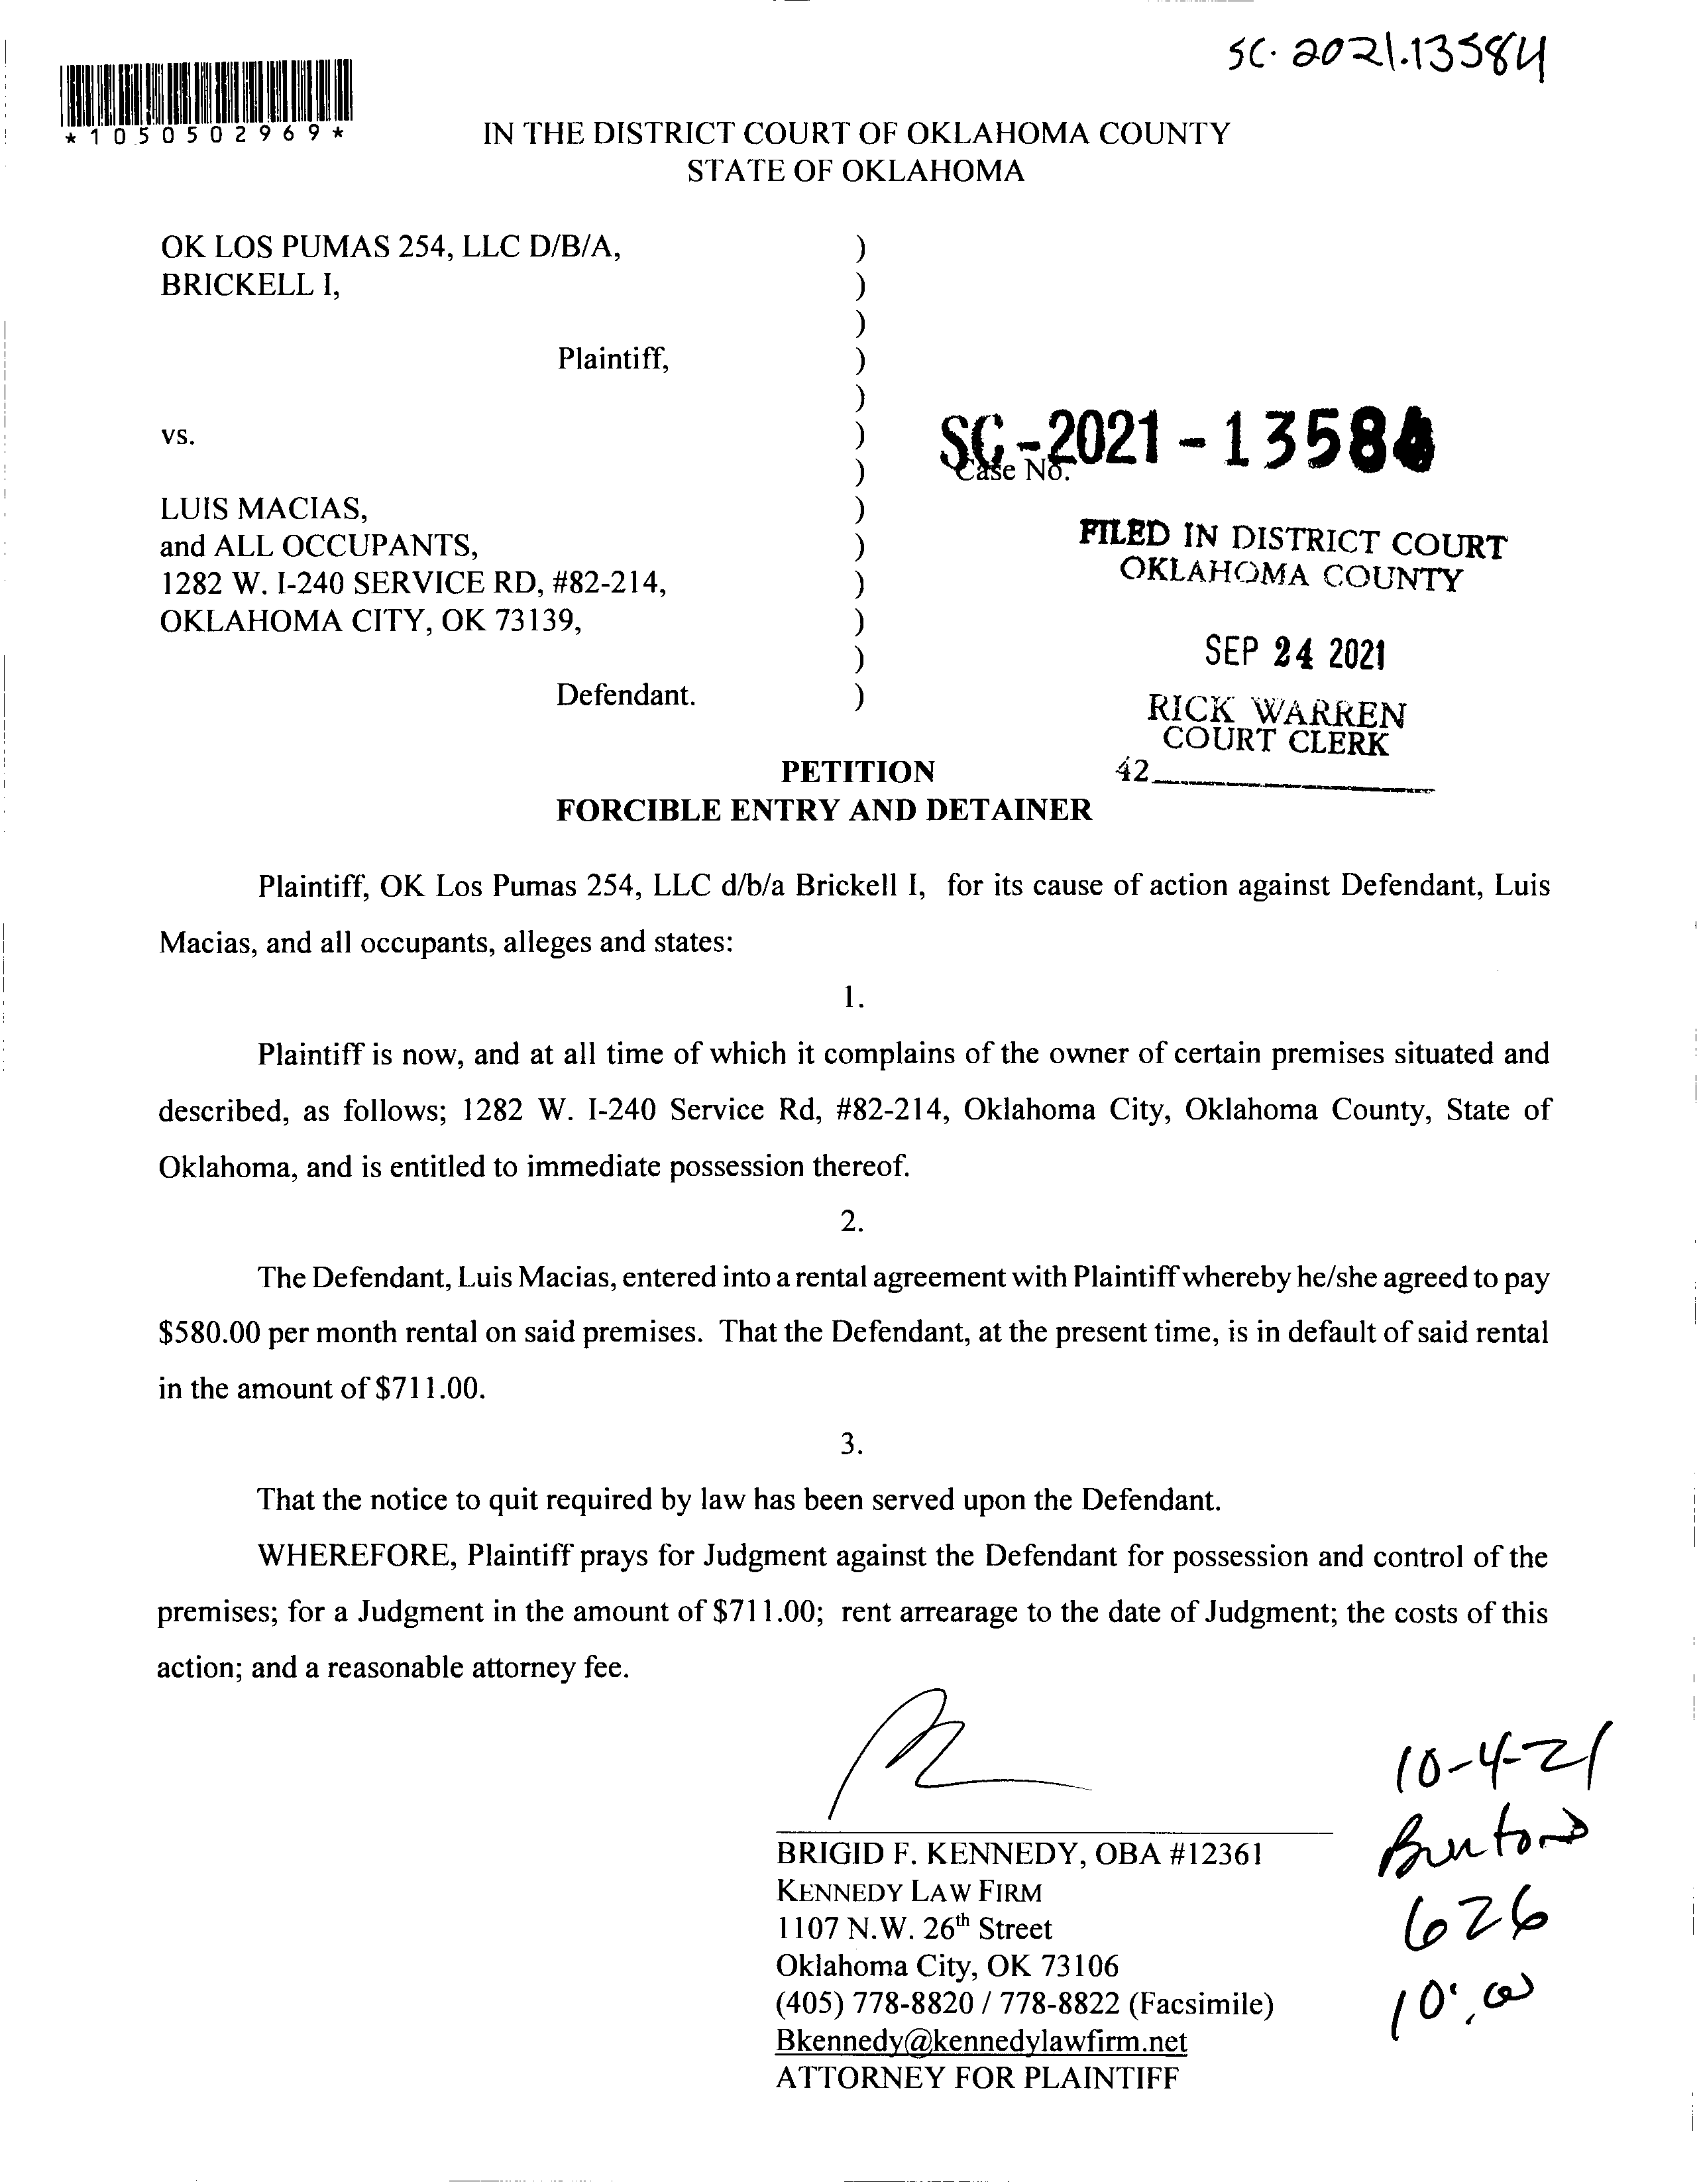 SC. 2021.13584
*1050502969*
IN THE DISTRICT COURT OF OKLAHOMA COUNTY
STATE OF OKLAHOMA
OK LOS PUMAS 254, LLC D/B/A, )
BRICKELL I, )
)
Plaintiff, )
)
vs. )
)
SC-2021-13584
Case No.
LUIS MACIAS, )
and ALL OCCUPANTS, )
1282 W. I-240 SERVICE RD, #82-214, )
OKLAHOMA CITY, OK 73139, )
)
Defendant. )
FILED IN DISTRICT COURT
OKLAHOMA COUNTY
SEP 24 2021
RICK WARREN
COURT CLERK
42
PETITION
FORCIBLE ENTRY AND DETAINER
Plaintiff, OK Los Pumas 254, LLC d/b/a Brickell I, for its cause of action against Defendant, Luis
Macias, and all occupants, alleges and states:
1.
Plaintiff is now, and at all time of which it complains of the owner of certain premises situated and
described, as follows; 1282 W. I-240 Service Rd, #82-214, Oklahoma City, Oklahoma County, State of
Oklahoma, and is entitled to immediate possession thereof.
2.
The Defendant, Luis Macias, entered into a rental agreement with Plaintiff whereby he/she agreed to pay
$580.00 per month rental on said premises. That the Defendant, at the present time, is in default of said rental
in the amount of $711.00.
3.
That the notice to quit required by law has been served upon the Defendant.
WHEREFORE, Plaintiff prays for Judgment against the Defendant for possession and control of the
premises; for a Judgment in the amount of $711.00; rent arrearage to the date of Judgment; the costs of this
action; and a reasonable attorney fee.
BRIGID F. KENNEDY, OBA #12361
KENNEDY LAW FIRM
1107 N.W. 26th Street
Oklahoma City, OK 73106
(405) 778-8820 / 778-8822 (Facsimile)
Bkennedy@kennedylawfirm.net
ATTORNEY FOR PLAINTIFF
10-4-21
626
10:00